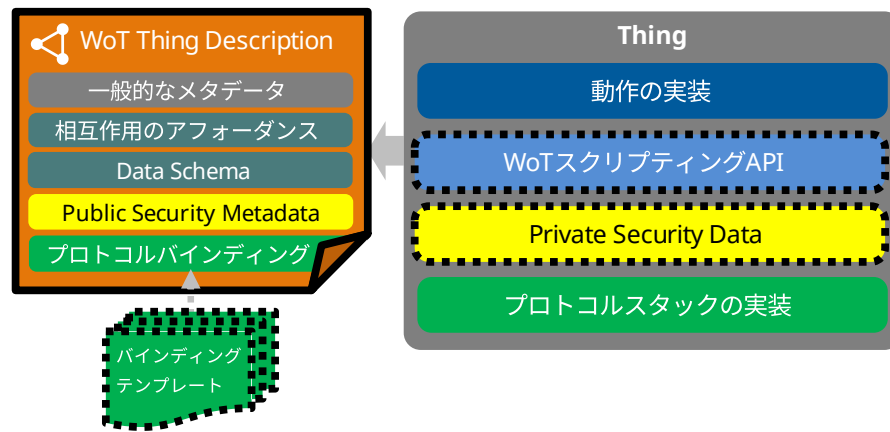 WoT Thing Description
一般的なメタデータ
相互作用のアフォーダンス
Data Schema
Public Security Metadata
プロトコルバインディング
バインディング
テンプレート
Thing
動作の実装
WoTスクリプティングAPI
Private Security Data
プロトコルスタックの実装